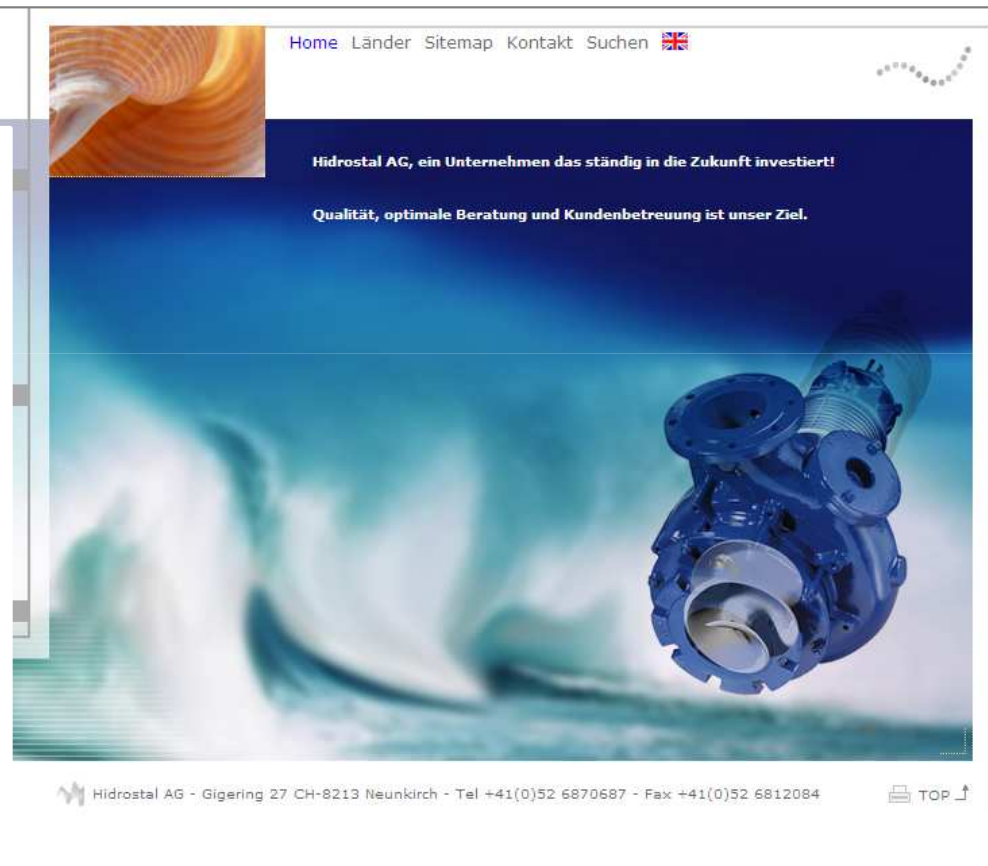 Home Länder Sitemap Kontakt Suchen
Hidrostal AG, ein Unternehmen das ständig in die Zukunft investiert!
Qualität, optimale Beratung und Kundenbetreuung ist unser Ziel.
Hidrostal AG - Gigering 27 CH-8213 Neunkirch - Tel +41(0)52 6870687 - Fax +41(0)52 6812084 TOP